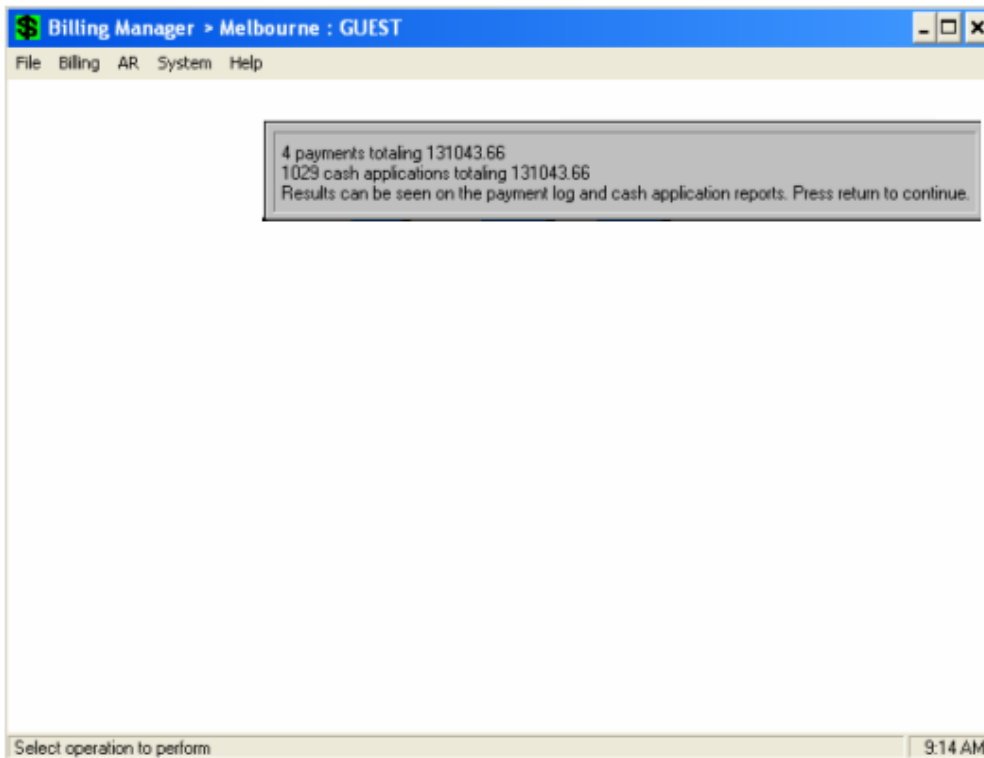 Billing Manager > Melbourne : GUEST
File Billing AR System Help
4 payments totaling 131043.66
1029 cash applications totaling 131043.66
Results can be seen on the payment log and cash application reports. Press return to continue.
Select operation to perform 9:14 AM